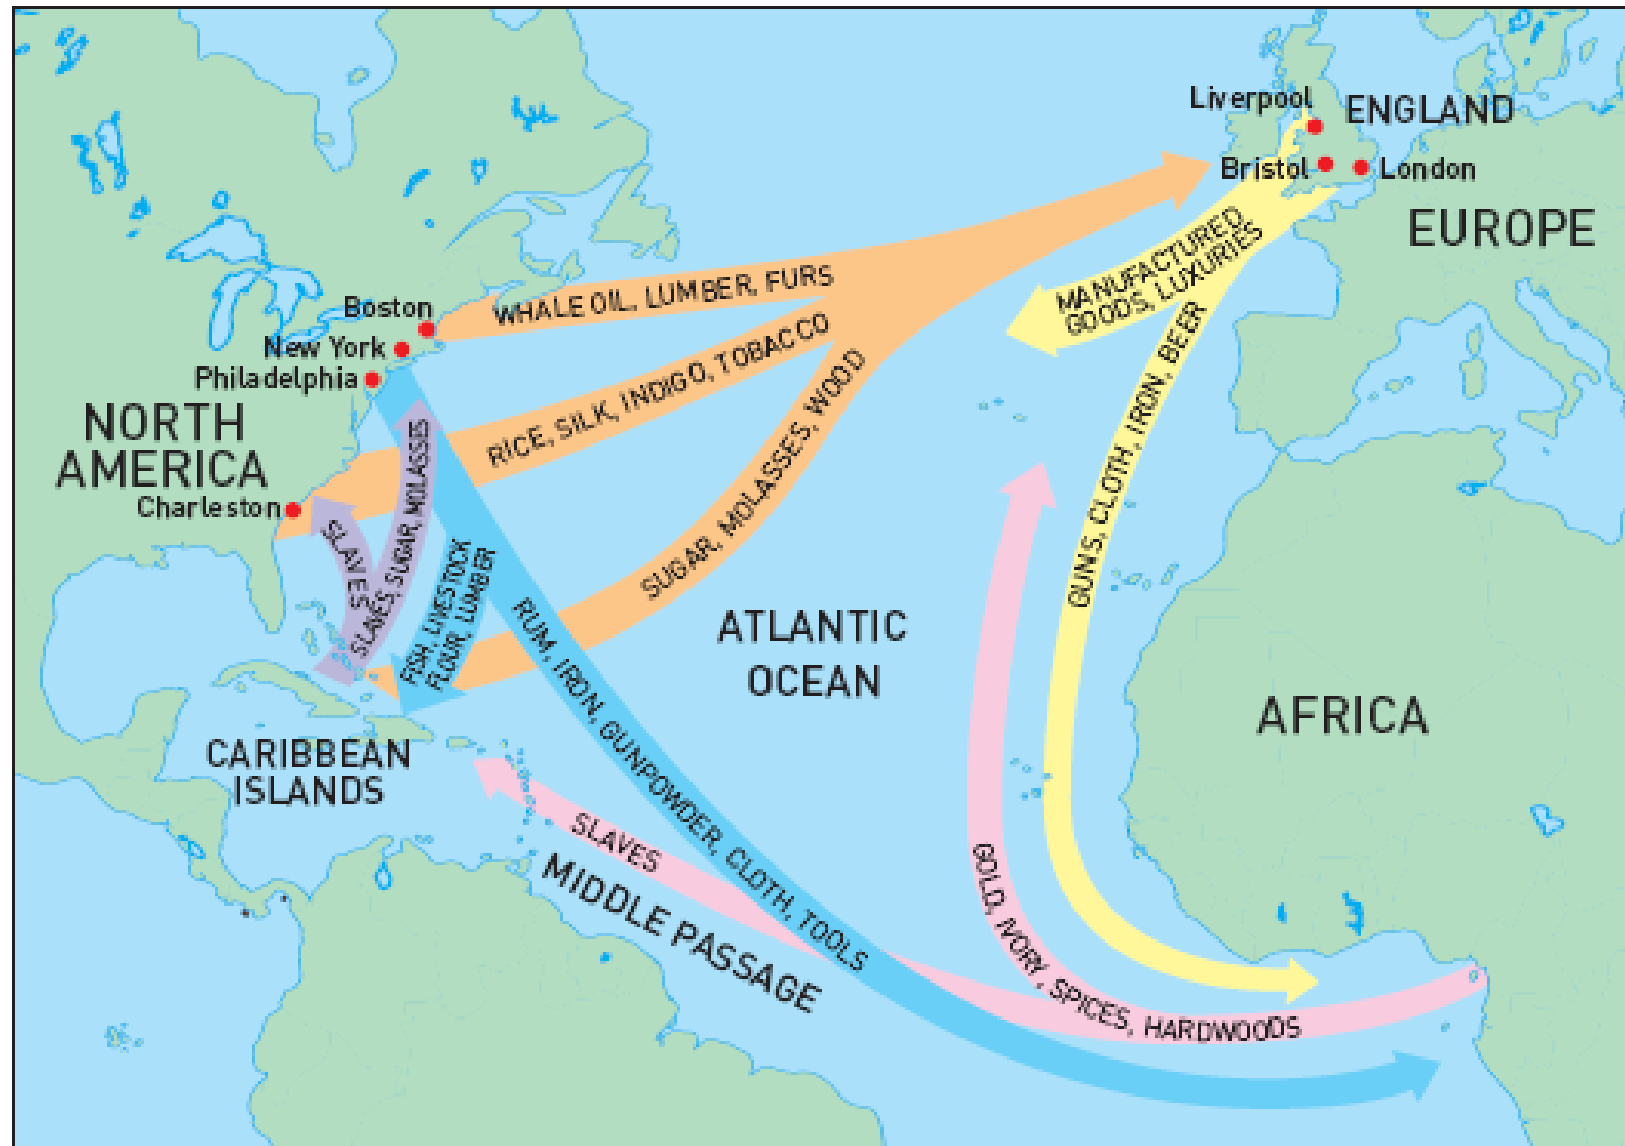 Liverpool
ENGLAND
Bristol
London
EUROPE
MANUFACTURED
GOODS, LUXURIES
WHALE OIL, LUMBER, FURS
Boston
New York
Philadelphia
RICE, SILK, INDIGO, TOBACCO
GUNS, CLOTH, IRON, BEER
NORTH
AMERICA
SUGAR, MOLASSES, WOOD
Charleston
SLAVES
SLAVES, SUGAR, MOLASSES
FISH, LIVESTOCK
FLOUR, LUMBER
RUM, IRON, GUNPOWDER, CLOTH, TOOLS
ATLANTIC
OCEAN
AFRICA
CARIBBEAN
ISLANDS
SLAVES
MIDDLE PASSAGE
GOLD, IVORY, SPICES, HARDWOODS